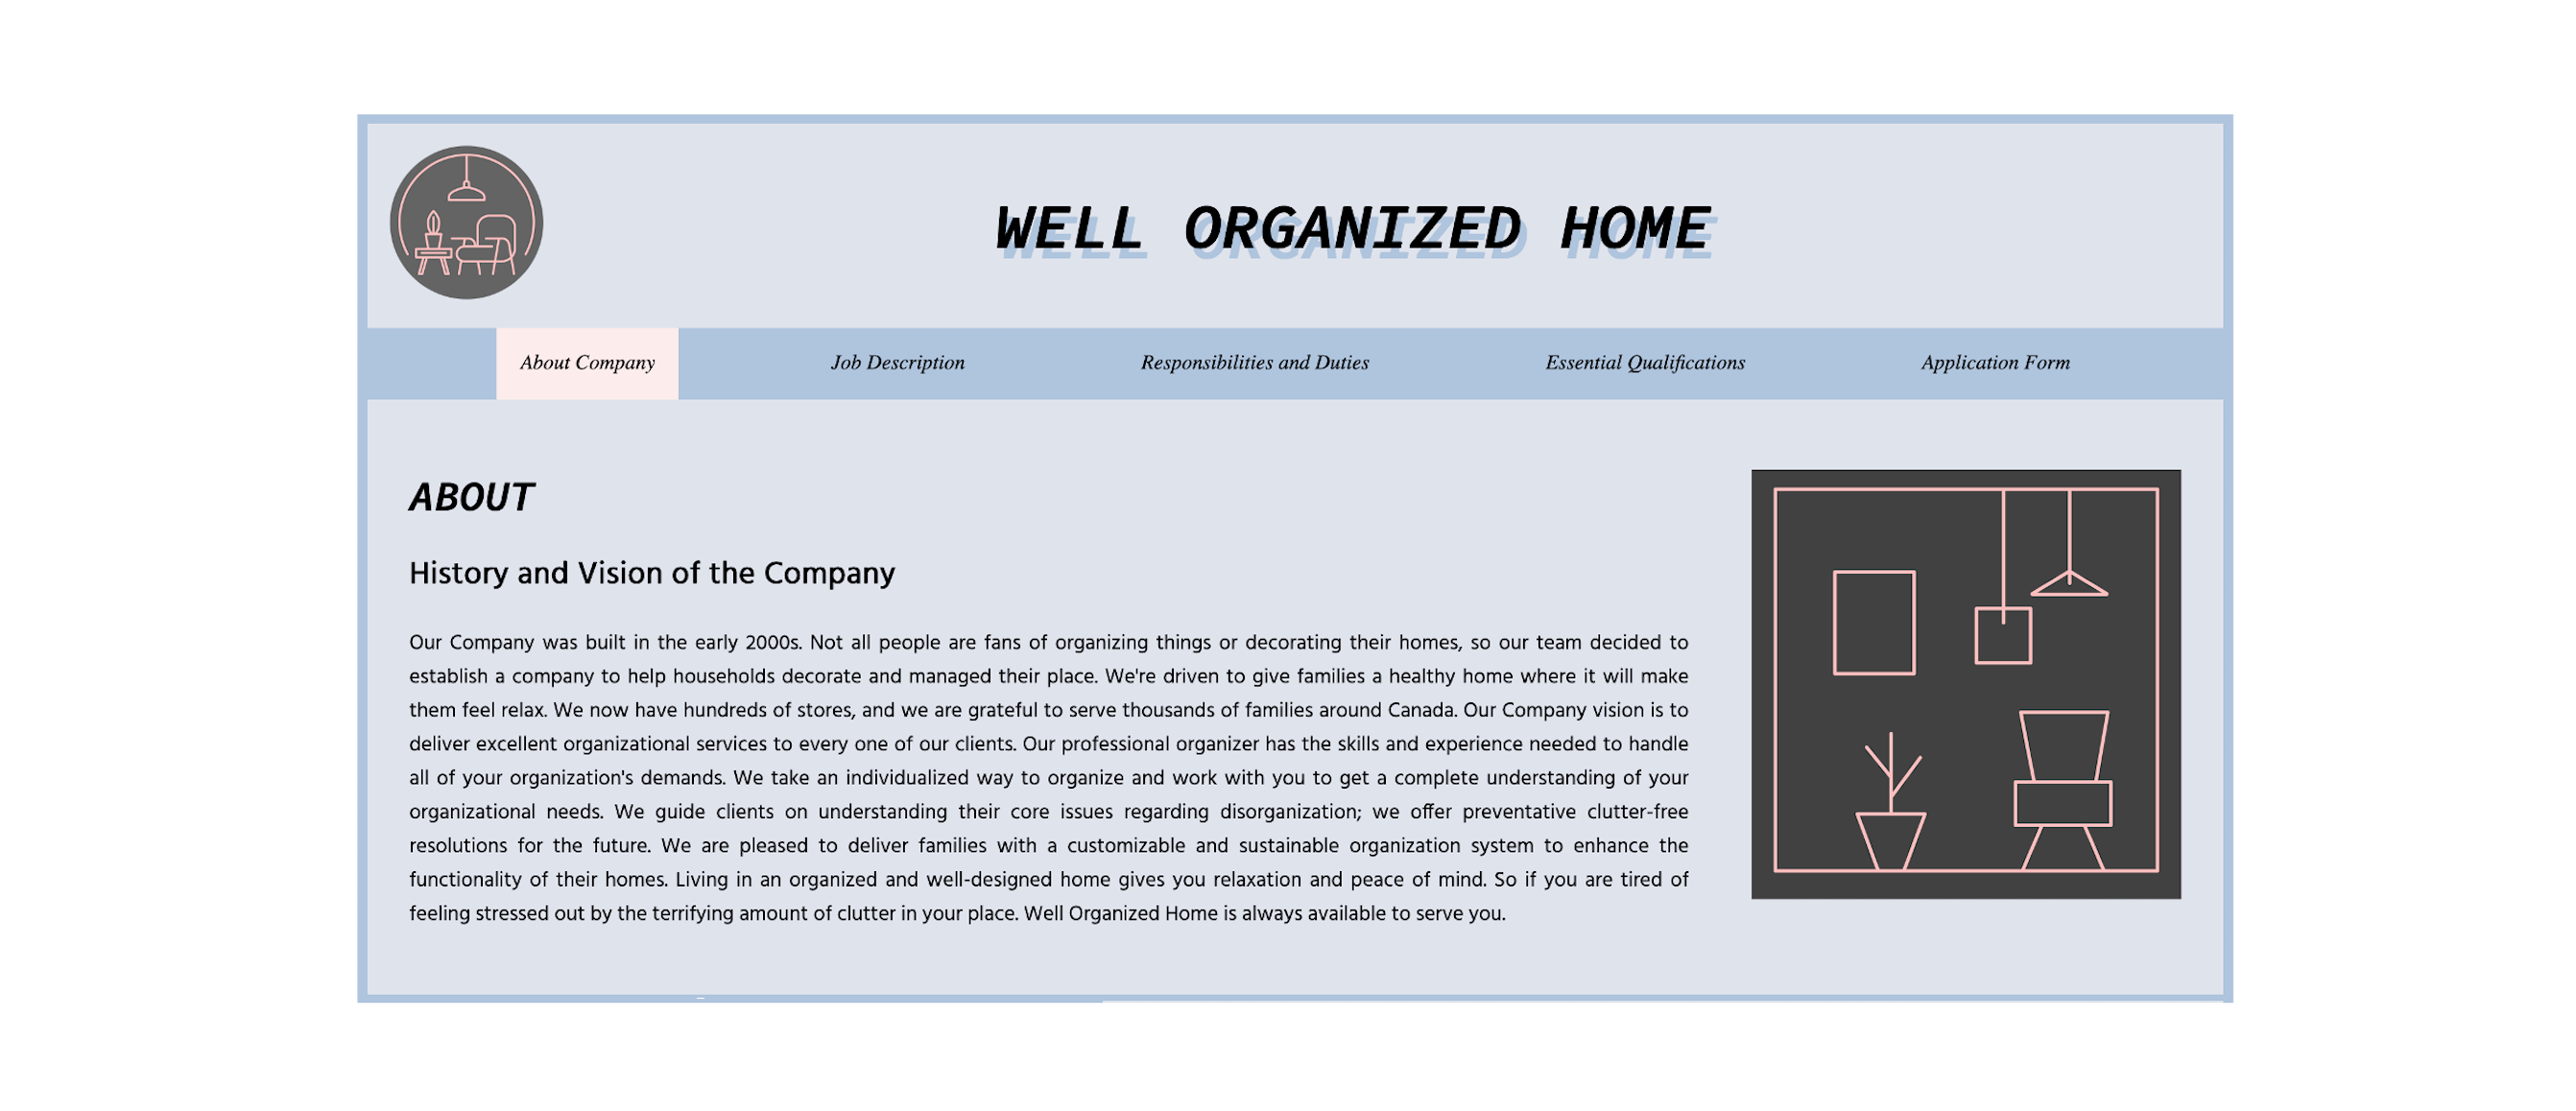 WELL ORGANIZED HOME
About Company
Job Description
Responsibilities and Duties
Essential Qualifications
Application Form
ABOUT
History and Vision of the Company
Our Company was built in the early 2000s. Not all people are fans of organizing things or decorating their homes, so our team decided to
establish a company to help households decorate and managed their place. We're driven to give families a healthy home where it will make
them feel relax. We now have hundreds of stores, and we are grateful to serve thousands of families around Canada. Our Company vision is to
deliver excellent organizational services to every one of our clients. Our professional organizer has the skills and experience needed to handle
all of your organization's demands. We take an individualized way to organize and work with you to get a complete understanding of your
organizational needs. We guide clients on understanding their core issues regarding disorganization; we offer preventative clutter-free
resolutions for the future. We are pleased to deliver families with a customizable and sustainable organization system to enhance the
functionality of their homes. Living in an organized and well-designed home gives you relaxation and peace of mind. So if you are tired of
feeling stressed out by the terrifying amount of clutter in your place. Well Organized Home is always available to serve you.